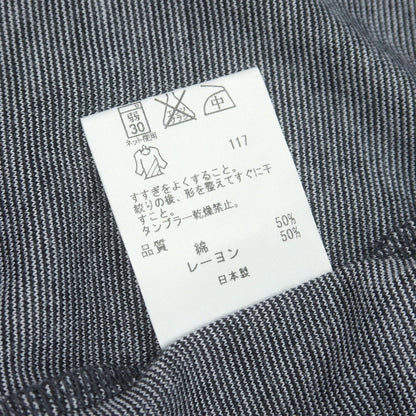 弱
30
中
ネット使用
117
すすぎをよくすること。
絞りの後、形を整えてすぐに干
すこと。
タンブラー乾燥禁止。
品質 綿 50%
レーヨン 50%
日本製